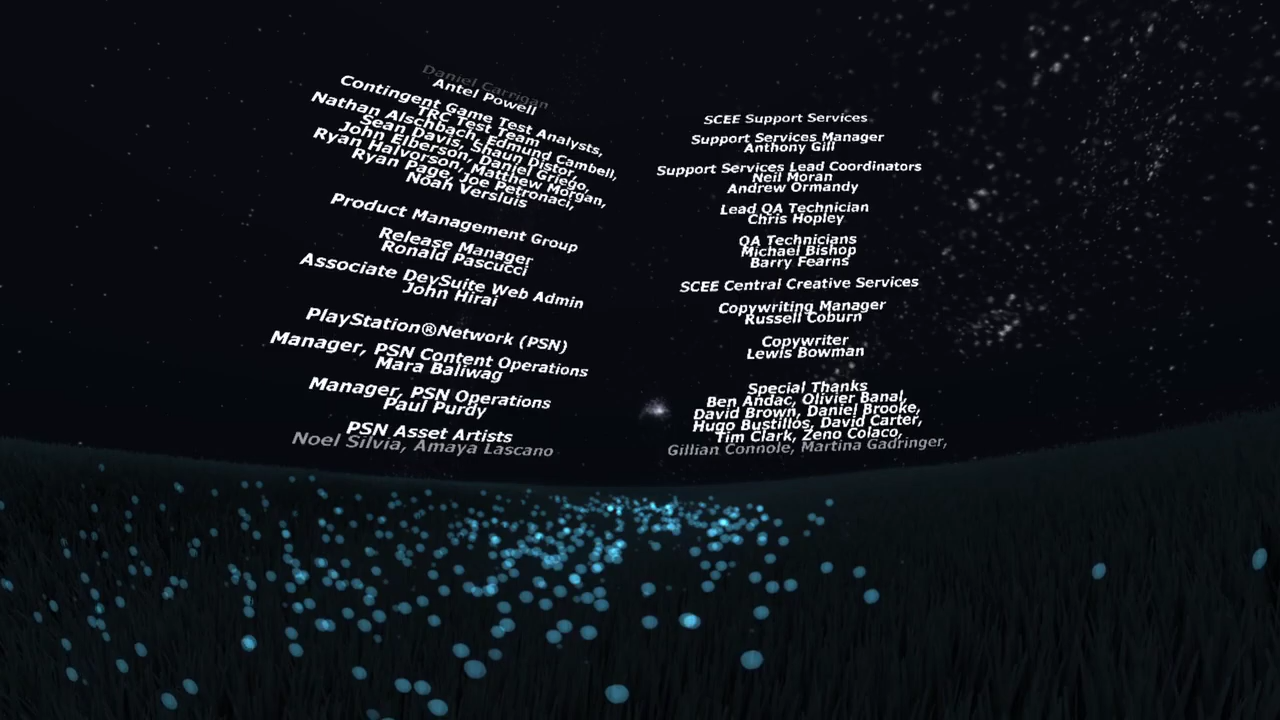 Daniel Carrigan
Antel Powell
Contingent Game Test Analysts,
TRC Test Team
Nathan Alschbach, Edmund Cambell,
Sean Davis, Shaun Distor,
John Elberson, Daniel Griego,
Ryan Halvorson, Matthew Morgan,
Ryan Page, Joe Petronaci,
Noah Versluis
Product Management Group
Release Manager
Ronald Pascucci
Associate DevSuite Web Admin
John Hirai
PlayStation®Network (PSN)
Manager, PSN Content Operations
Mara Baliwag
Manager, PSN Operations
Paul Purdy
PSN Asset Artists
Noel Silvia, Amaya Lascano
SCEE Support Services
Support Services Manager
Anthony Gill
Support Services Lead Coordinators
Neil Moran
Andrew Ormandy
Lead QA Technician
Chris Hopley
QA Technicians
Michael Bishop
Barry Fearns
SCEE Central Creative Services
Copywriting Manager
Russell Coburn
Copywriter
Lewis Bowman
Special Thanks
Ben Andac, Olivier Banal,
David Brown, Daniel Brooke,
Hugo Bustillos, David Carter,
Tim Clark, Zeno Colaco,
Gillian Connole, Martina Gadringer,